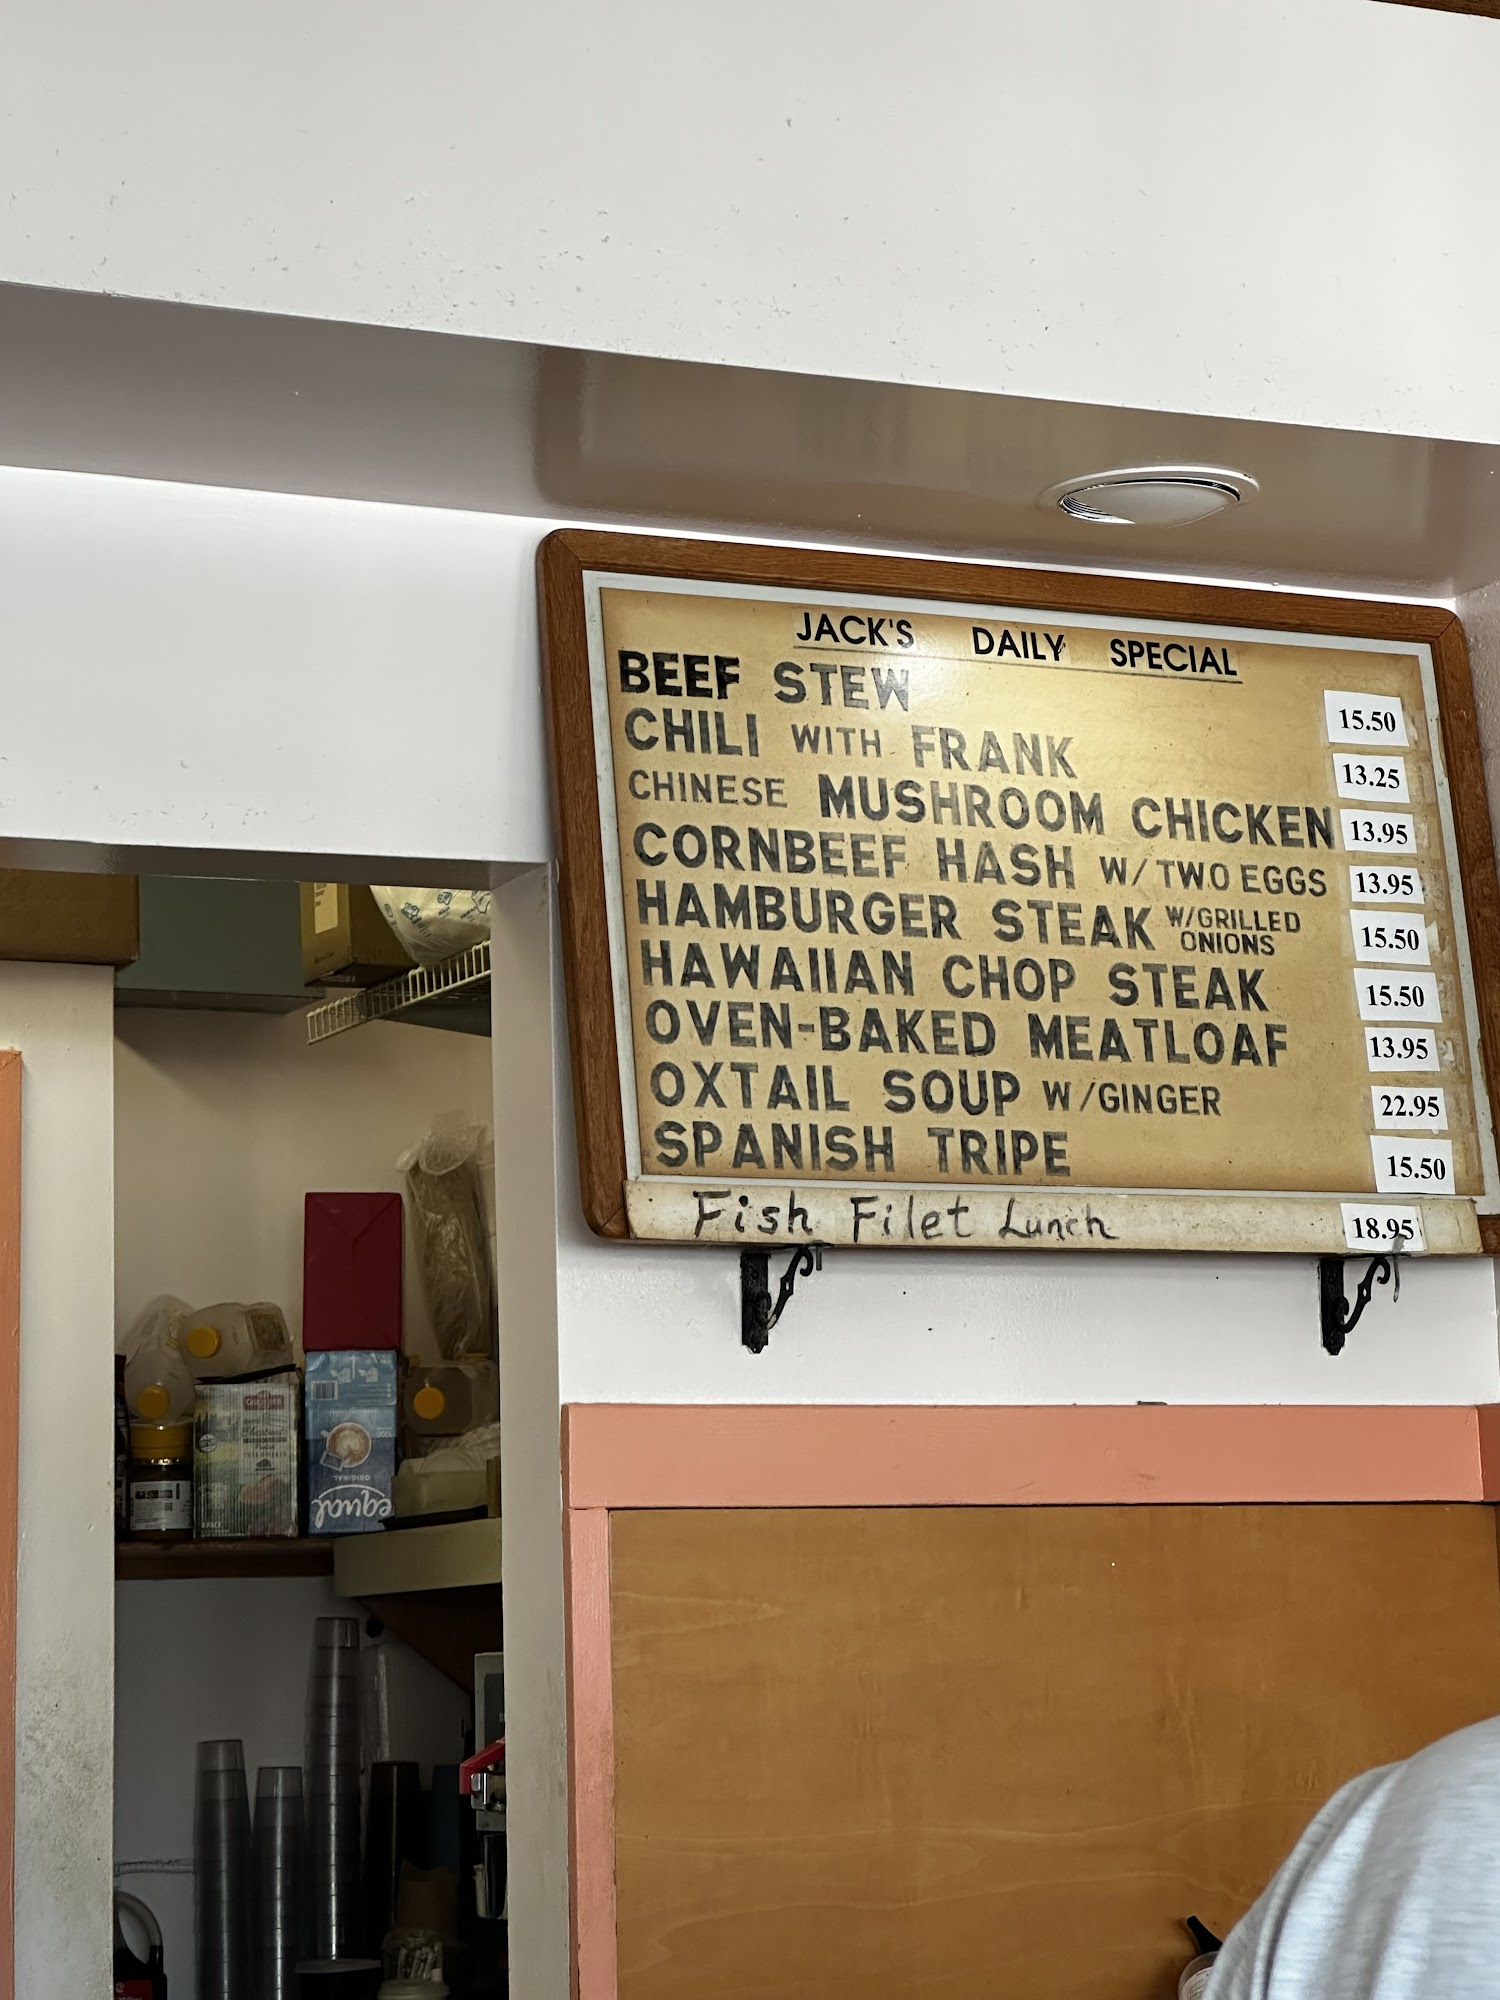 JACK'S DAILY SPECIAL
BEEF STEW 15.50
CHILI WITH FRANK 13.25
CHINESE MUSHROOM CHICKEN 13.95
CORNBEEF HASH W/TWO EGGS 13.95
HAMBURGER STEAK W/GRILLED ONIONS 15.50
HAWAIIAN CHOP STEAK 15.50
OVEN-BAKED MEATLOAF 13.95
OXTAIL SOUP W/GINGER 22.95
SPANISH TRIPE 15.50
Fish Filet Lunch 18.95
ORIGINAL
equal